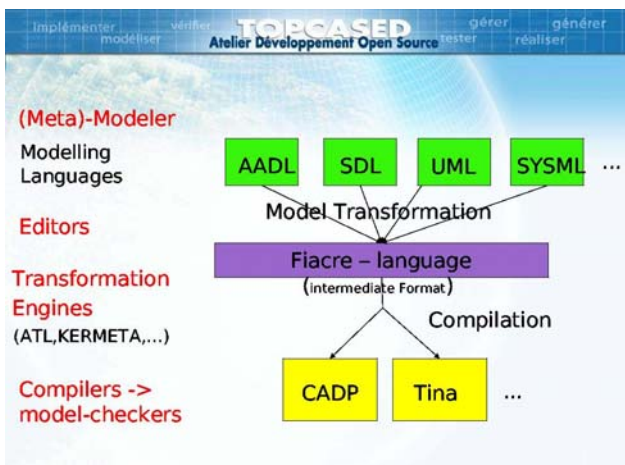 implémenter
modéliser
vérifier
TOPCASED
Atelier Développement Open Source
tester
gérer
réaliser
générer
(Meta)-Modeler
Modelling
Languages
AADL
SDL
UML
SYSML
...
Model Transformation
Editors
Fiacre – language
(intermediate Format)
Transformation
Engines
(ATL,KERMETA,...)
Compilation
Compilers ->
model-checkers
CADP
Tina
...